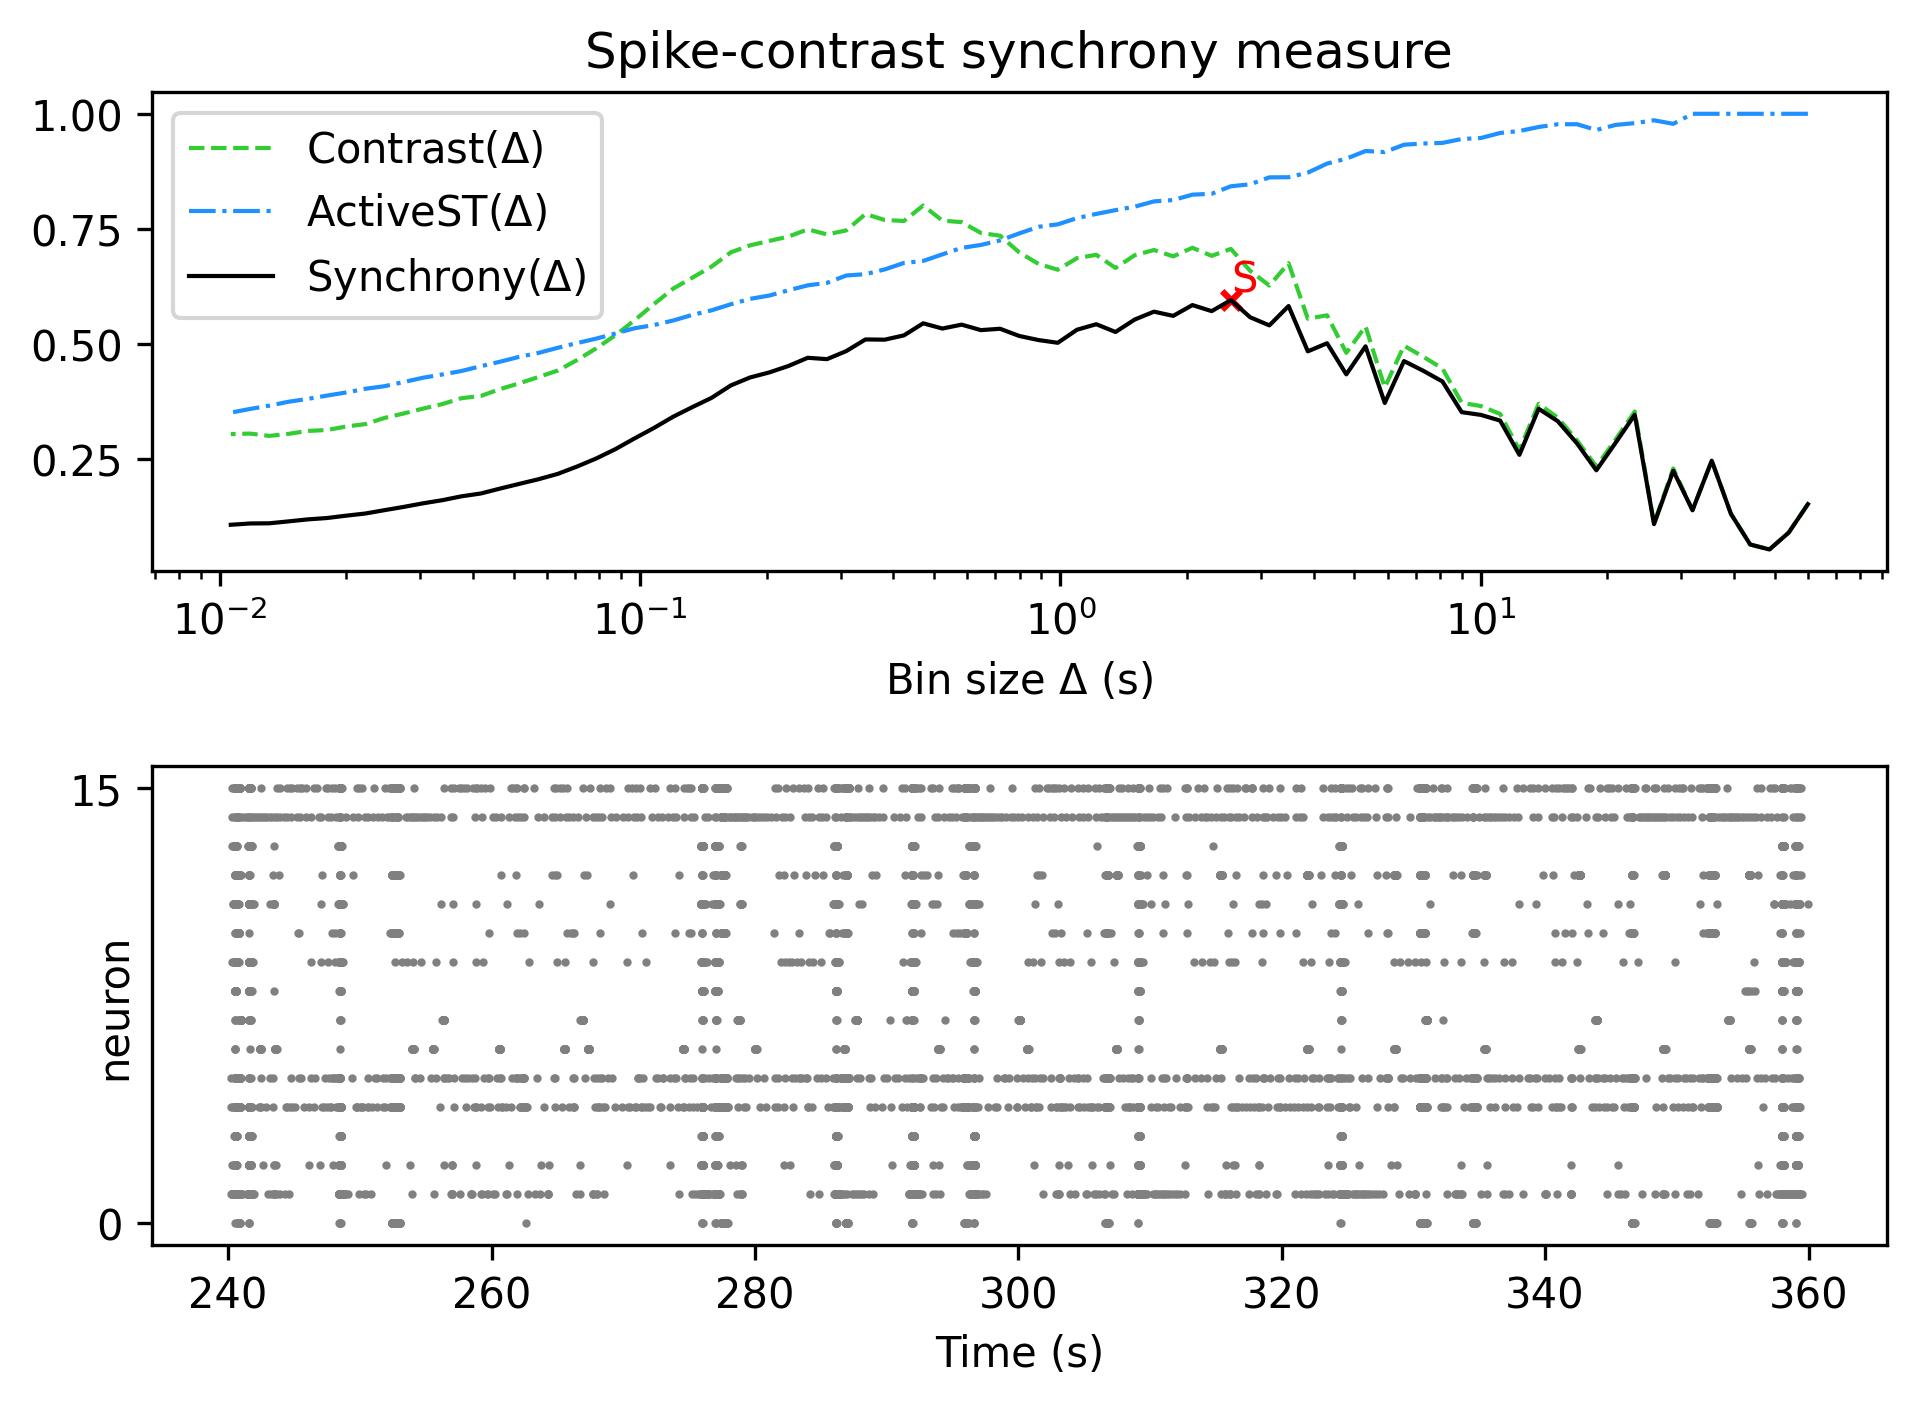 Spike-contrast synchrony measure
1.00
0.75
0.50
0.25
Contrast(Δ)
ActiveST(Δ)
Synchrony(Δ)
S
10⁻² 10⁻¹ 10⁰ 10¹
Bin size Δ (s)
15
0
neuron
240 260 280 300 320 340 360
Time (s)